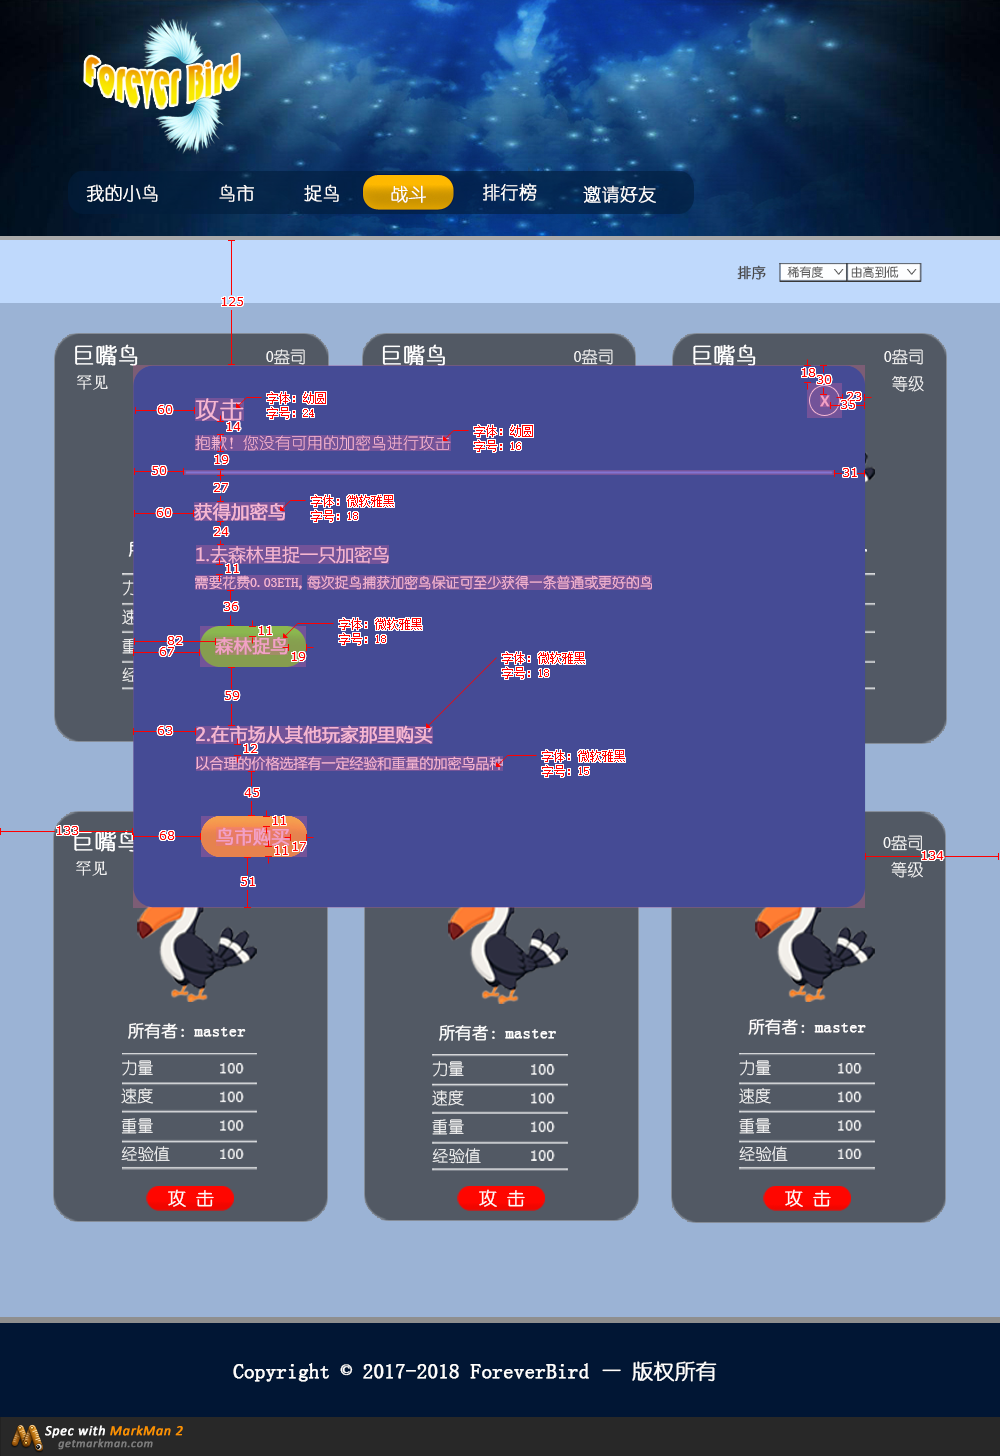 Forever Bird
我的小鸟 鸟市 捉鸟 战斗 排行榜 邀请好友
排序 稀有度 由高到低
125
巨嘴鸟 0盎司
罕见
巨嘴鸟 0盎司
巨嘴鸟 0盎司
等级
18 30 23 35
X
60 攻击 字体: 幼圆
字号: 24
14
抱歉! 您没有可用的加密鸟进行攻击 字体: 幼圆
字号: 16
19
50 31
27
60 获得加密鸟 字体: 微软雅黑
字号: 18
24
1.去森林里捉一只加密鸟
11
需要花费0.03ETH, 每次捉鸟捕获加密鸟保证可至少获得一条普通或更好的鸟
36
力
速
重
经
82 11 字体: 微软雅黑
字号: 18
67 森林捉鸟 19
字体: 微软雅黑
字号: 18
59
63 2.在市场从其他玩家那里购买
12
以合理的价格选择有一定经验和重量的加密鸟品种 字体: 微软雅黑
字号: 15
45
133 68 鸟市购买 11 11 17
134
51
巨嘴鸟
罕见
0盎司
等级
所有者: master
力量 100
速度 100
重量 100
经验值 100
攻 击
所有者: master
力量 100
速度 100
重量 100
经验值 100
攻 击
所有者: master
力量 100
速度 100
重量 100
经验值 100
攻 击
Copyright © 2017-2018 ForeverBird — 版权所有
Spec with MarkMan 2
getmarkman.com